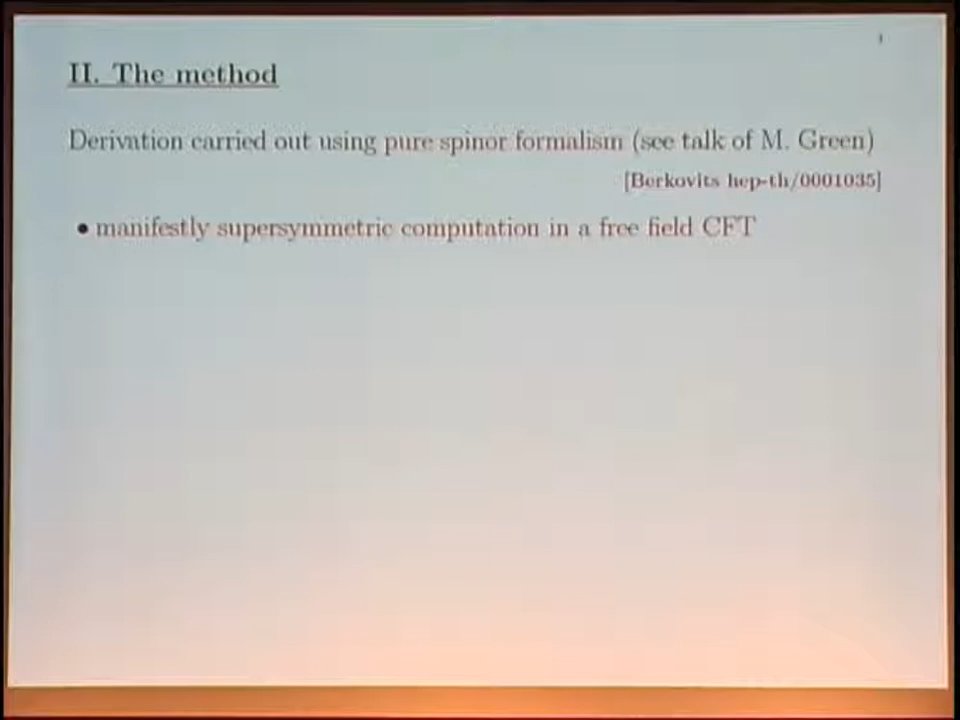 II. The method
Derivation carried out using pure spinor formalism (see talk of M. Green)
[Berkovits hep-th/0001035]
• manifestly supersymmetric computation in a free field CFT